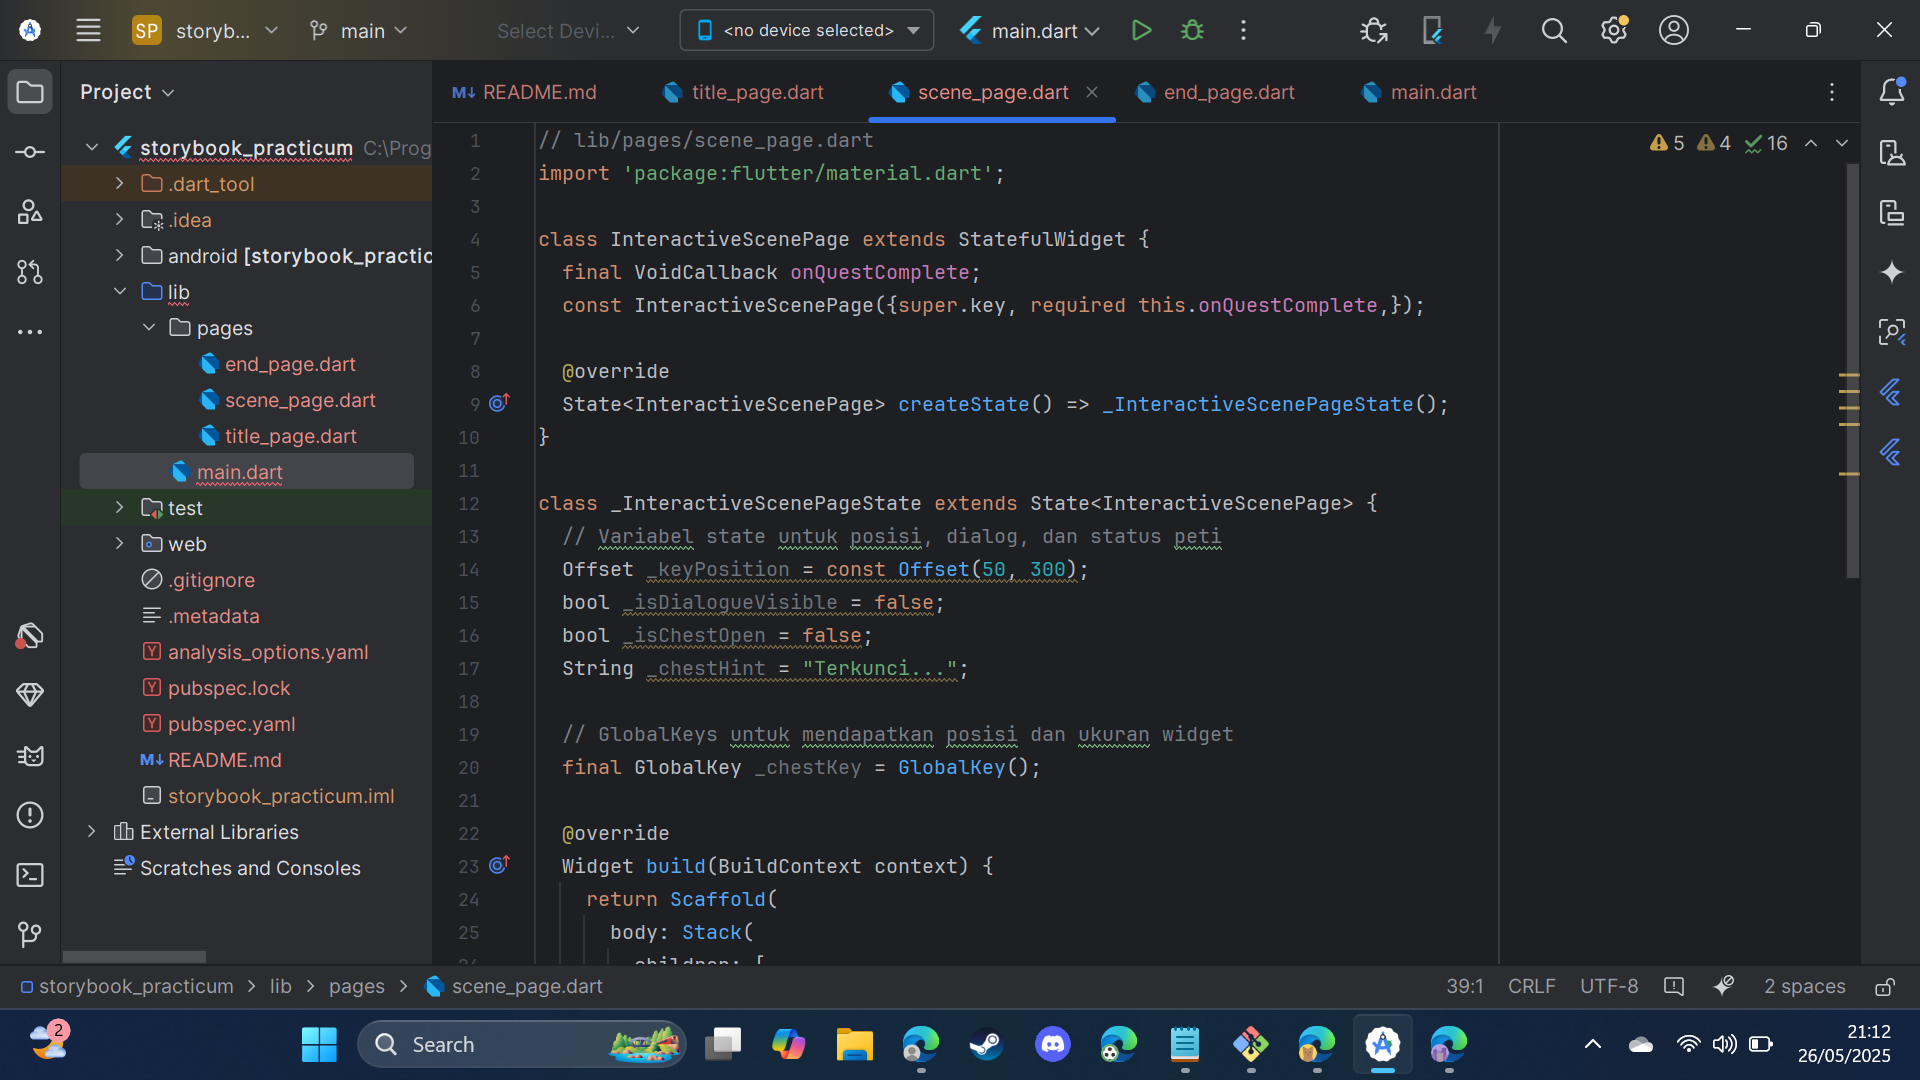 SP storyb... main Select Devi... <no device selected> main.dart
Project
README.md title_page.dart scene_page.dart end_page.dart main.dart
storybook_practicum C:\Prog
.dart_tool
.idea
android [storybook_practic
lib
pages
end_page.dart
scene_page.dart
title_page.dart
main.dart
test
web
.gitignore
.metadata
analysis_options.yaml
pubspec.lock
pubspec.yaml
README.md
storybook_practicum.iml
External Libraries
Scratches and Consoles
5 4 16
1 // lib/pages/scene_page.dart
2 import 'package:flutter/material.dart';
3
4 class InteractiveScenePage extends StatefulWidget {
5 final VoidCallback onQuestComplete;
6 const InteractiveScenePage({super.key, required this.onQuestComplete,});
7
8 @override
9 State<InteractiveScenePage> createState() => _InteractiveScenePageState();
10 }
11
12 class _InteractiveScenePageState extends State<InteractiveScenePage> {
13 // Variabel state untuk posisi, dialog, dan status peti
14 Offset _keyPosition = const Offset(50, 300);
15 bool _isDialogueVisible = false;
16 bool _isChestOpen = false;
17 String _chestHint = "Terkunci...";
18
19 // GlobalKeys untuk mendapatkan posisi dan ukuran widget
20 final GlobalKey _chestKey = GlobalKey();
21
22 @override
23 Widget build(BuildContext context) {
24 return Scaffold(
25 body: Stack(
26 children: [
storybook_practicum > lib > pages > scene_page.dart
39:1 CRLF UTF-8 2 spaces
2
Search
21:12
26/05/2025